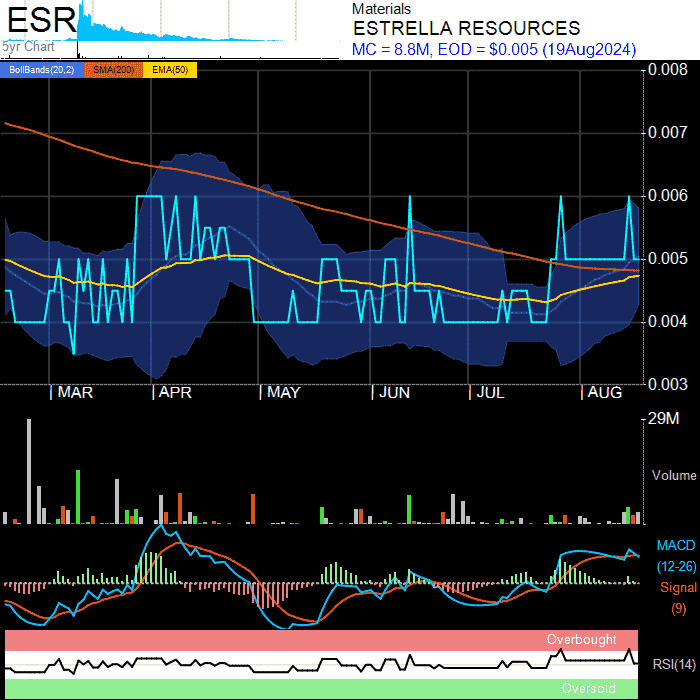 ESR
5yr Chart
Materials
ESTRELLA RESOURCES
MC = 8.8M, EOD = $0.005 (19Aug2024)
BollBands(20,2) SMA(200) EMA(50)
0.008
0.007
0.006
0.005
0.004
0.003
MAR APR MAY JUN JUL AUG
29M
Volume
MACD
(12-26)
Signal
(9)
Overbought
RSI(14)
Oversold